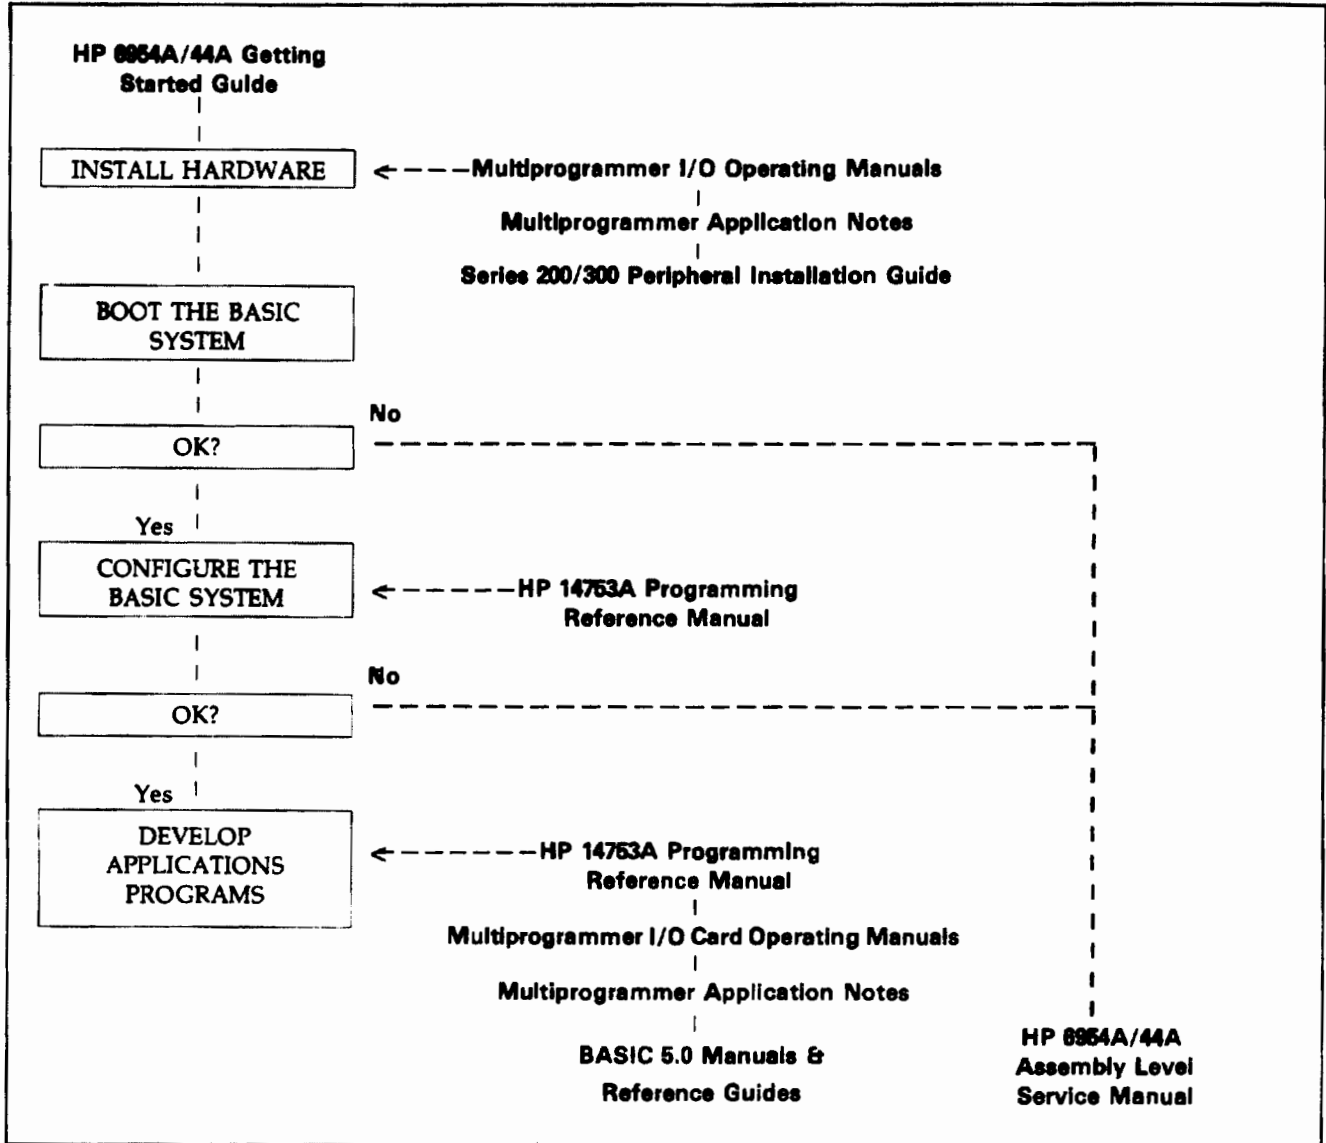 HP 6954A/44A Getting
Started Guide
INSTALL HARDWARE
Multiprogrammer I/O Operating Manuals
Multiprogrammer Application Notes
Series 200/300 Peripheral Installation Guide
BOOT THE BASIC
SYSTEM
No
OK?
Yes
CONFIGURE THE
BASIC SYSTEM
HP 14753A Programming
Reference Manual
No
OK?
Yes
DEVELOP
APPLICATIONS
PROGRAMS
HP 14753A Programming
Reference Manual
Multiprogrammer I/O Card Operating Manuals
Multiprogrammer Application Notes
BASIC 5.0 Manuals &
Reference Guides
HP 6954A/44A
Assembly Level
Service Manual